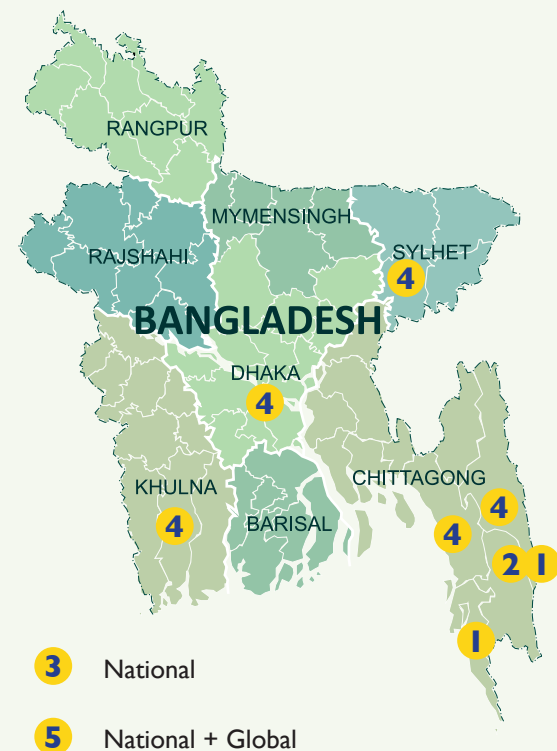 RANGPUR
MYMENSINGH
RAJSHAHI
SYLHET
4
BANGLADESH
DHAKA
4
CHITTAGONG
KHULNA
4
4
4
BARISAL
2 1
1
3 National
5 National + Global